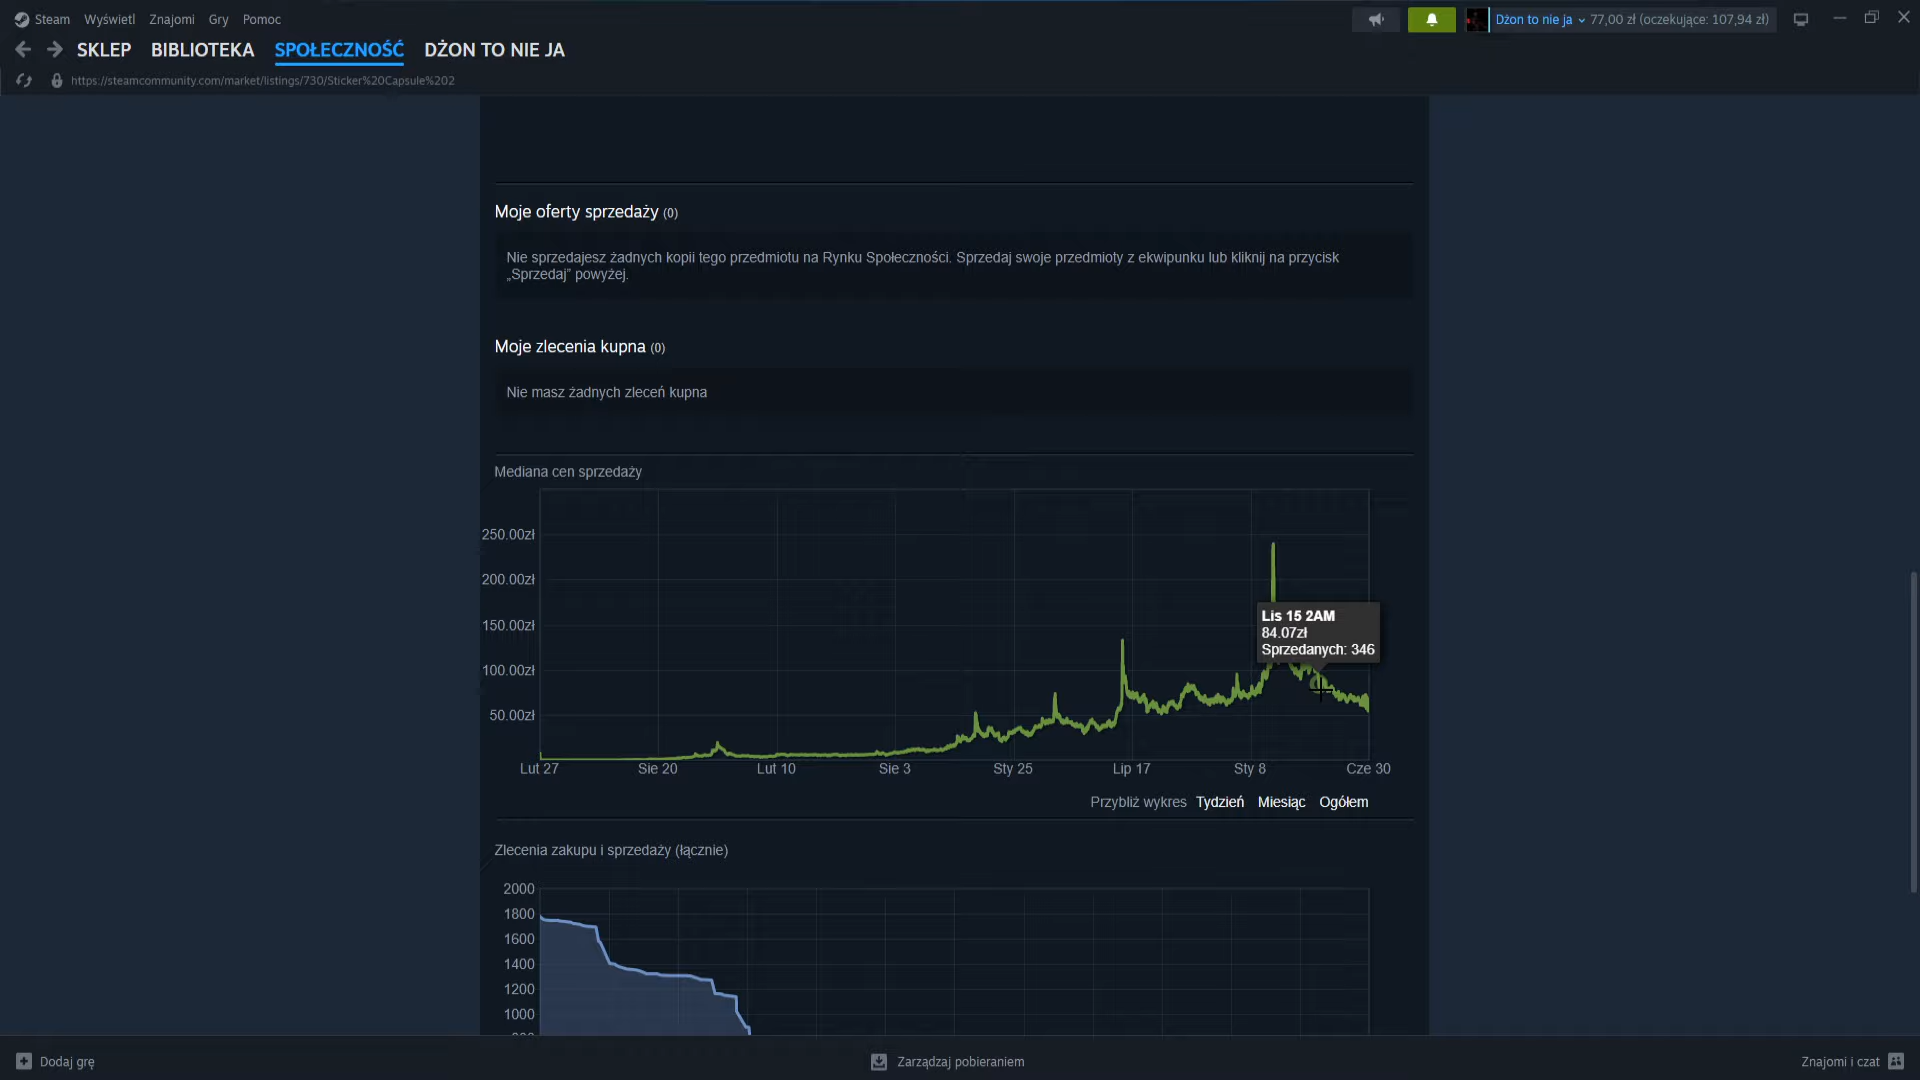 Steam Wyświetl Znajomi Gry Pomoc
Dżon to nie ja 77,00 zł (oczekujące: 107,94 zł)
SKLEP BIBLIOTEKA SPOŁECZNOŚĆ DŻON TO NIE JA
https://steamcommunity.com/market/listings/730/Sticker%20Capsule%202
Moje oferty sprzedaży (0)
Nie sprzedajesz żadnych kopii tego przedmiotu na Rynku Społeczności. Sprzedaj swoje przedmioty z ekwipunku lub kliknij na przycisk
„Sprzedaj” powyżej.
Moje zlecenia kupna (0)
Nie masz żadnych zleceń kupna
Mediana cen sprzedaży
250.00zł
200.00zł
150.00zł
100.00zł
50.00zł
Lis 15 2AM
84.07zł
Sprzedanych: 346
Lut 27 Sie 20 Lut 10 Sie 3 Sty 25 Lip 17 Sty 8 Cze 30
Przybliż wykres Tydzień Miesiąc Ogółem
Zlecenia zakupu i sprzedaży (łącznie)
2000
1800
1600
1400
1200
1000
Dodaj grę
Zarządzaj pobieraniem
Znajomi i czat